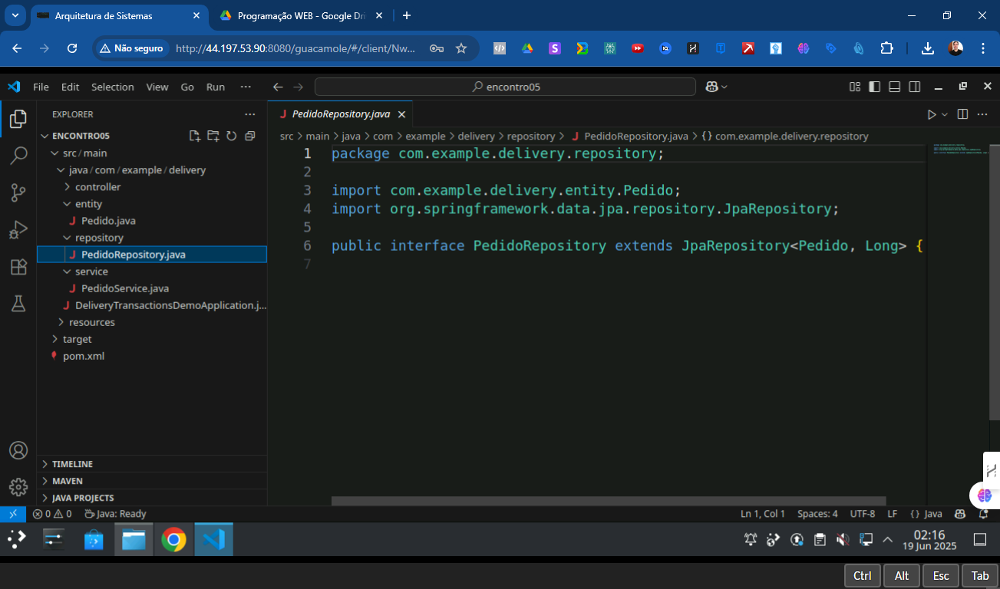 Arquitetura de Sistemas
Programação WEB - Google Dri
Não seguro
http://44.197.53.90:8080/guacamole/#/client/Nw...
File Edit Selection View Go Run ...
encontro05
EXPLORER
PedidoRepository.java
src > main > java > com > example > delivery > repository > J PedidoRepository.java > {} com.example.delivery.repository
ENCONTRO05
src / main
java / com / example / delivery
controller
entity
J Pedido.java
repository
J PedidoRepository.java
service
J PedidoService.java
J DeliveryTransactionsDemoApplication.j...
resources
target
pom.xml
1 package com.example.delivery.repository;
2
3 import com.example.delivery.entity.Pedido;
4 import org.springframework.data.jpa.repository.JpaRepository;
5
6 public interface PedidoRepository extends JpaRepository<Pedido, Long> {
7
TIMELINE
MAVEN
JAVA PROJECTS
0 0 Java: Ready
Ln 1, Col 1 Spaces: 4 UTF-8 LF {} Java
02:16
19 Jun 2025
Ctrl Alt Esc Tab